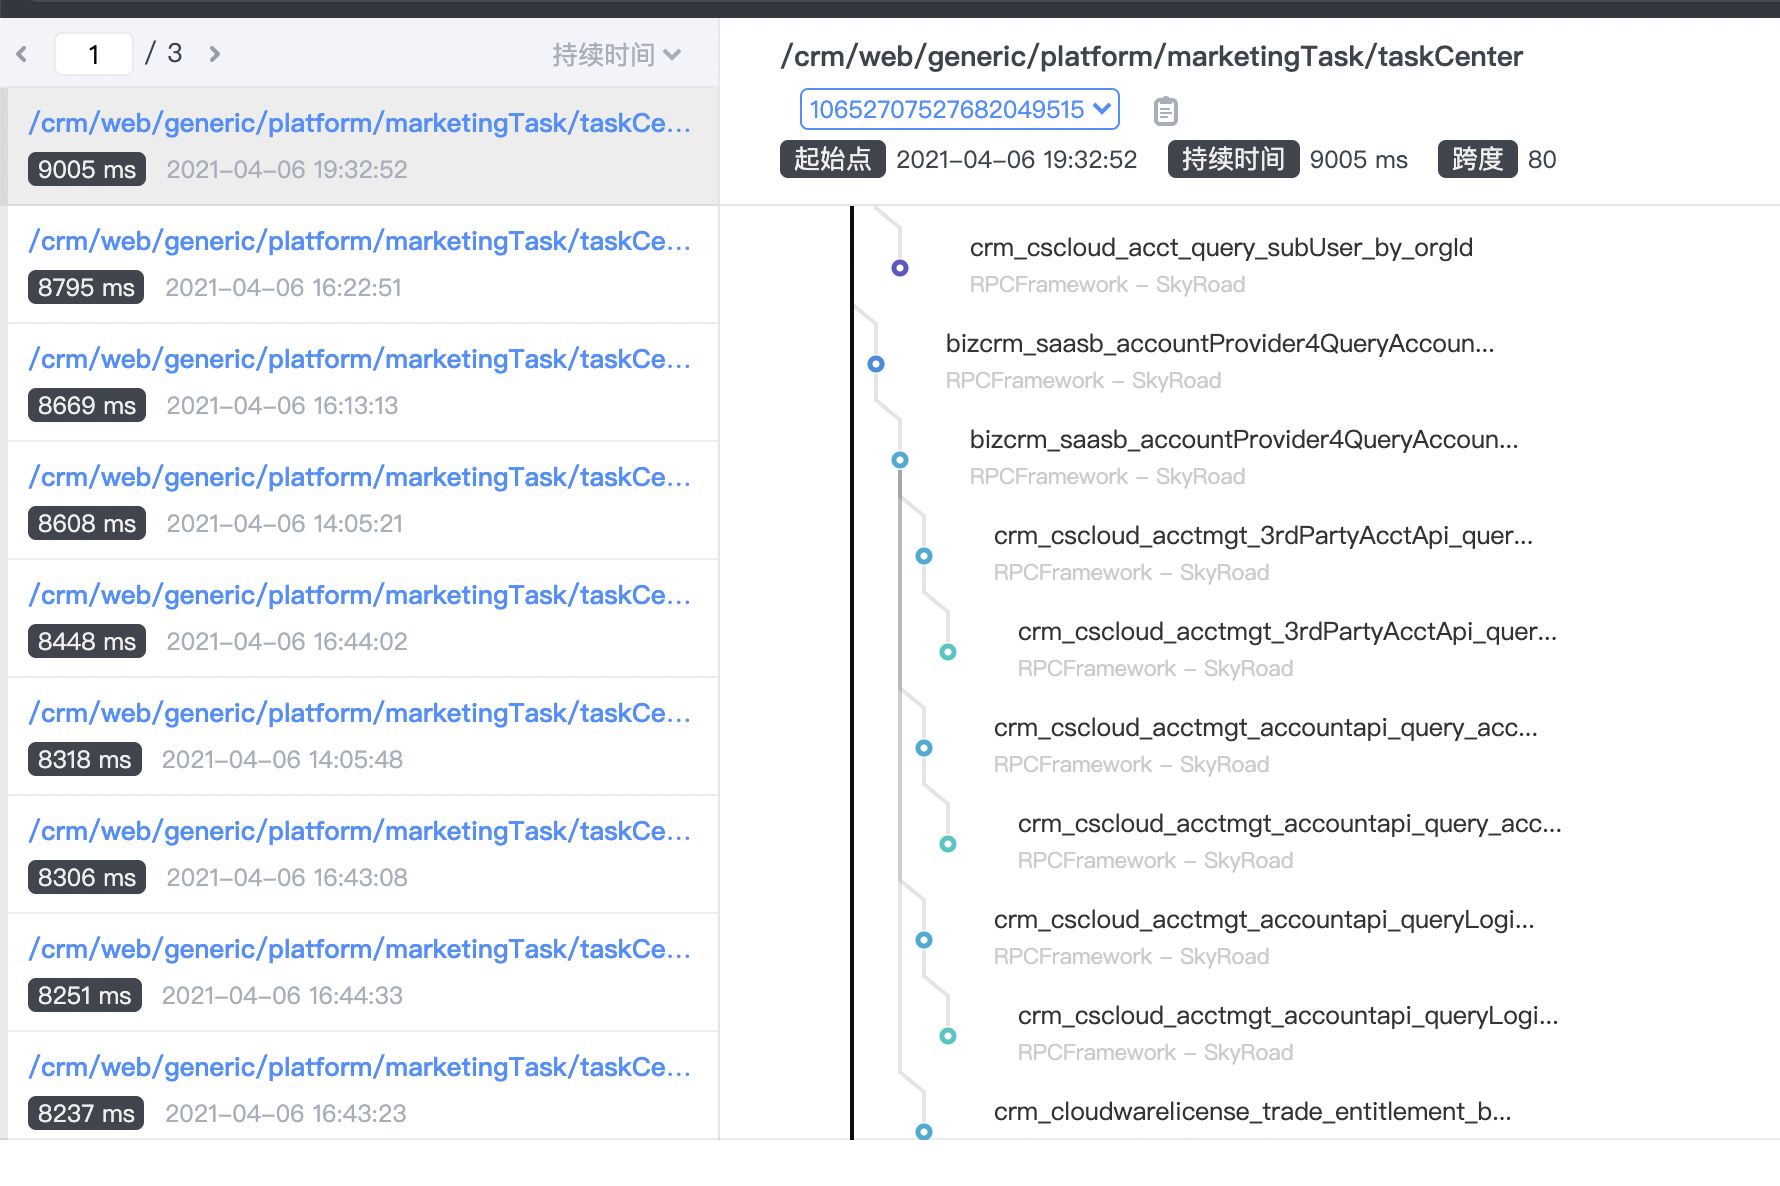 1 / 3
持续时间
/crm/web/generic/platform/marketingTask/taskCe...
9005 ms 2021-04-06 19:32:52
/crm/web/generic/platform/marketingTask/taskCe...
8795 ms 2021-04-06 16:22:51
/crm/web/generic/platform/marketingTask/taskCe...
8669 ms 2021-04-06 16:13:13
/crm/web/generic/platform/marketingTask/taskCe...
8608 ms 2021-04-06 14:05:21
/crm/web/generic/platform/marketingTask/taskCe...
8448 ms 2021-04-06 16:44:02
/crm/web/generic/platform/marketingTask/taskCe...
8318 ms 2021-04-06 14:05:48
/crm/web/generic/platform/marketingTask/taskCe...
8306 ms 2021-04-06 16:43:08
/crm/web/generic/platform/marketingTask/taskCe...
8251 ms 2021-04-06 16:44:33
/crm/web/generic/platform/marketingTask/taskCe...
8237 ms 2021-04-06 16:43:23
/crm/web/generic/platform/marketingTask/taskCenter
10652707527682049515
起始点 2021-04-06 19:32:52 持续时间 9005 ms 跨度 80
crm_cscloud_acct_query_subUser_by_orgId
RPCFramework - SkyRoad
bizcrm_saasb_accountProvider4QueryAccoun...
RPCFramework - SkyRoad
bizcrm_saasb_accountProvider4QueryAccoun...
RPCFramework - SkyRoad
crm_cscloud_acctmgt_3rdPartyAcctApi_quer...
RPCFramework - SkyRoad
crm_cscloud_acctmgt_3rdPartyAcctApi_quer...
RPCFramework - SkyRoad
crm_cscloud_acctmgt_accountapi_query_acc...
RPCFramework - SkyRoad
crm_cscloud_acctmgt_accountapi_query_acc...
RPCFramework - SkyRoad
crm_cscloud_acctmgt_accountapi_queryLogi...
RPCFramework - SkyRoad
crm_cscloud_acctmgt_accountapi_queryLogi...
RPCFramework - SkyRoad
crm_cloudwarelicense_trade_entitlement_b...